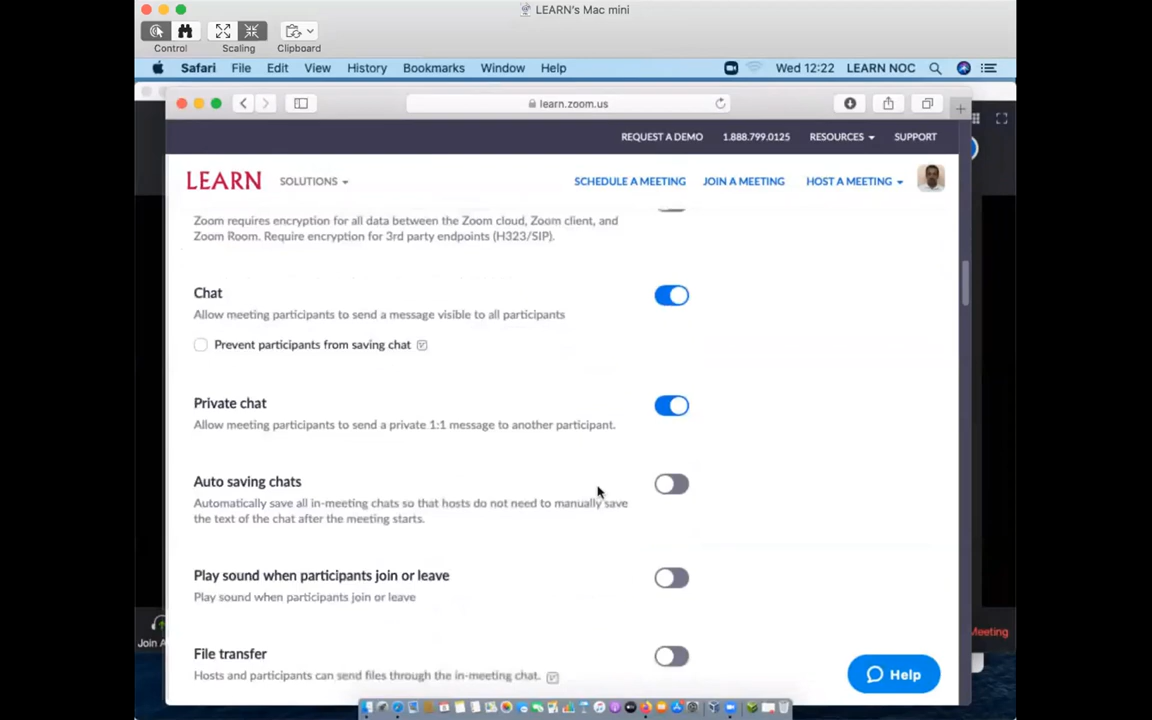 LEARN's Mac mini
Control Scaling Clipboard
Safari File Edit View History Bookmarks Window Help Wed 12:22 LEARN NOC
learn.zoom.us
REQUEST A DEMO 1.888.799.0125 RESOURCES SUPPORT
LEARN SOLUTIONS SCHEDULE A MEETING JOIN A MEETING HOST A MEETING
Zoom requires encryption for all data between the Zoom cloud, Zoom client, and
Zoom Room. Require encryption for 3rd party endpoints (H323/SIP).
Chat
Allow meeting participants to send a message visible to all participants
Prevent participants from saving chat
Private chat
Allow meeting participants to send a private 1:1 message to another participant.
Auto saving chats
Automatically save all in-meeting chats so that hosts do not need to manually save
the text of the chat after the meeting starts.
Play sound when participants join or leave
Play sound when participants join or leave
File transfer
Hosts and participants can send files through the in-meeting chat.
Help
Join A
Meeting